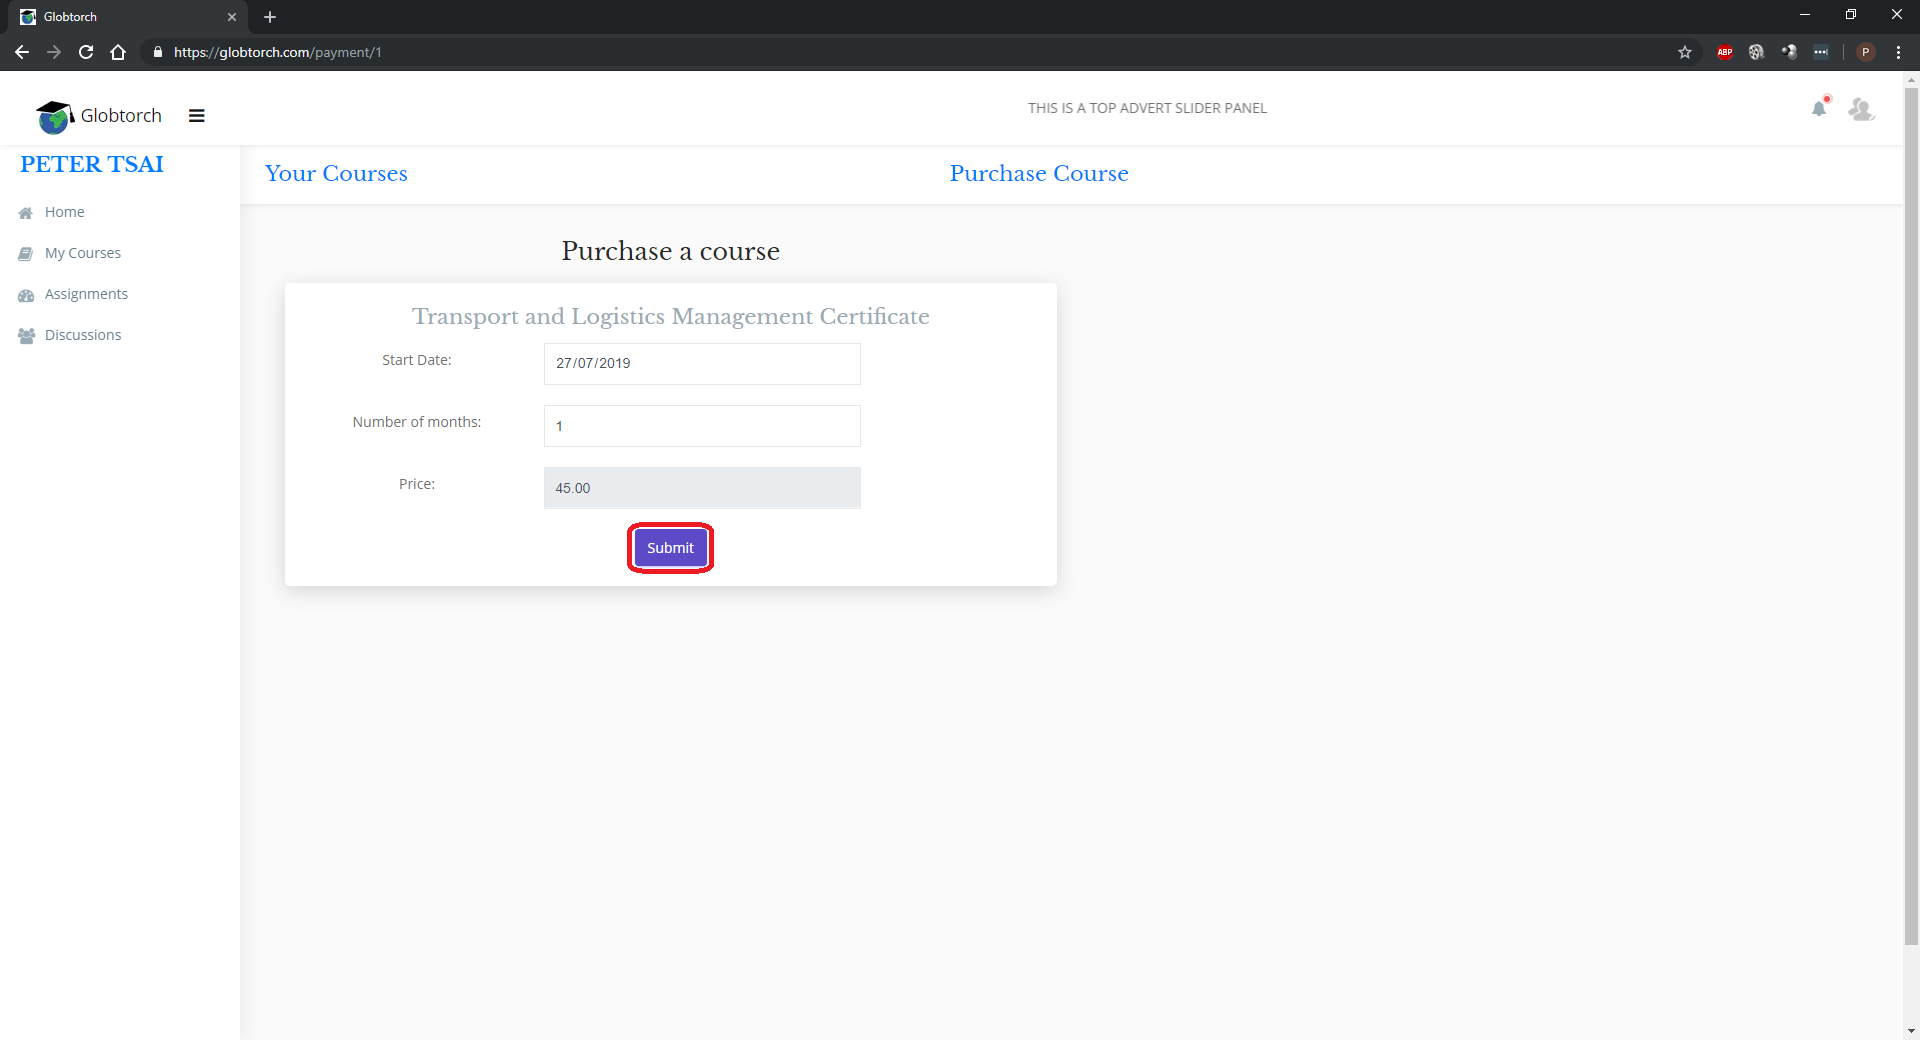 Globtorch
https://globtorch.com/payment/1
ABP
P
Globtorch
THIS IS A TOP ADVERT SLIDER PANEL
PETER TSAI
Your Courses
Purchase Course
Home
My Courses
Assignments
Discussions
Purchase a course
Transport and Logistics Management Certificate
Start Date:
27/07/2019
Number of months:
1
Price:
45.00
Submit